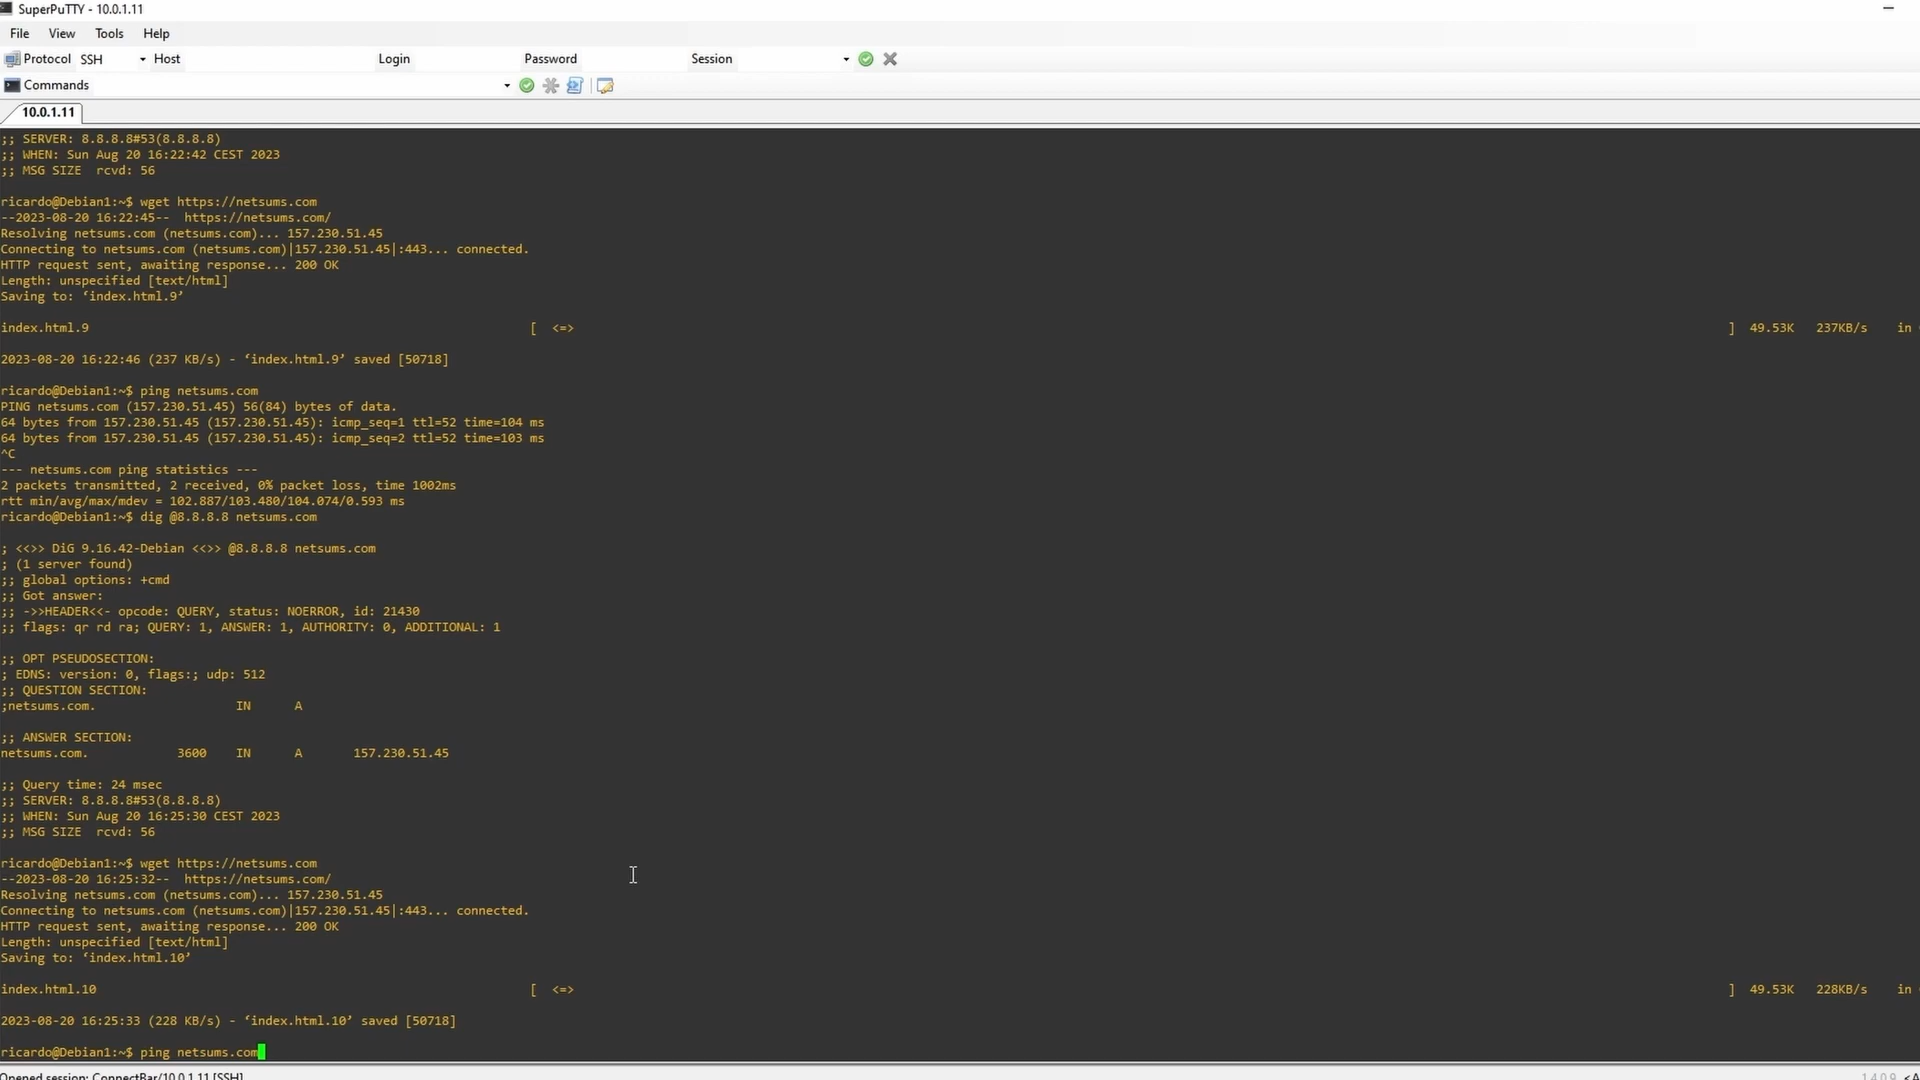 SuperPuTTY - 10.0.1.11
File View Tools Help
Protocol SSH Host Login Password Session
Commands
10.0.1.11
;; SERVER: 8.8.8.8#53(8.8.8.8)
;; WHEN: Sun Aug 20 16:22:42 CEST 2023
;; MSG SIZE  rcvd: 56
ricardo@Debian1:~$ wget https://netsums.com
--2023-08-20 16:22:45--  https://netsums.com/
Resolving netsums.com (netsums.com)... 157.230.51.45
Connecting to netsums.com (netsums.com)|157.230.51.45|:443... connected.
HTTP request sent, awaiting response... 200 OK
Length: unspecified [text/html]
Saving to: ‘index.html.9’
index.html.9 [ <=> ] 49.53K 237KB/s in
2023-08-20 16:22:46 (237 KB/s) - ‘index.html.9’ saved [50718]
ricardo@Debian1:~$ ping netsums.com
PING netsums.com (157.230.51.45) 56(84) bytes of data.
64 bytes from 157.230.51.45 (157.230.51.45): icmp_seq=1 ttl=52 time=104 ms
64 bytes from 157.230.51.45 (157.230.51.45): icmp_seq=2 ttl=52 time=103 ms
^C
--- netsums.com ping statistics ---
2 packets transmitted, 2 received, 0% packet loss, time 1002ms
rtt min/avg/max/mdev = 102.887/103.480/104.074/0.593 ms
ricardo@Debian1:~$ dig @8.8.8.8 netsums.com
; <<>> DiG 9.16.42-Debian <<>> @8.8.8.8 netsums.com
; (1 server found)
;; global options: +cmd
;; Got answer:
;; ->>HEADER<<- opcode: QUERY, status: NOERROR, id: 21430
;; flags: qr rd ra; QUERY: 1, ANSWER: 1, AUTHORITY: 0, ADDITIONAL: 1
;; OPT PSEUDOSECTION:
; EDNS: version: 0, flags:; udp: 512
;; QUESTION SECTION:
;netsums.com. IN A
;; ANSWER SECTION:
netsums.com. 3600 IN A 157.230.51.45
;; Query time: 24 msec
;; SERVER: 8.8.8.8#53(8.8.8.8)
;; WHEN: Sun Aug 20 16:25:30 CEST 2023
;; MSG SIZE  rcvd: 56
ricardo@Debian1:~$ wget https://netsums.com
--2023-08-20 16:25:32--  https://netsums.com/
Resolving netsums.com (netsums.com)... 157.230.51.45
Connecting to netsums.com (netsums.com)|157.230.51.45|:443... connected.
HTTP request sent, awaiting response... 200 OK
Length: unspecified [text/html]
Saving to: ‘index.html.10’
index.html.10 [ <=> ] 49.53K 228KB/s in
2023-08-20 16:25:33 (228 KB/s) - ‘index.html.10’ saved [50718]
ricardo@Debian1:~$ ping netsums.com
Opened session: ConnectBar/10.0.1.11 [SSH]